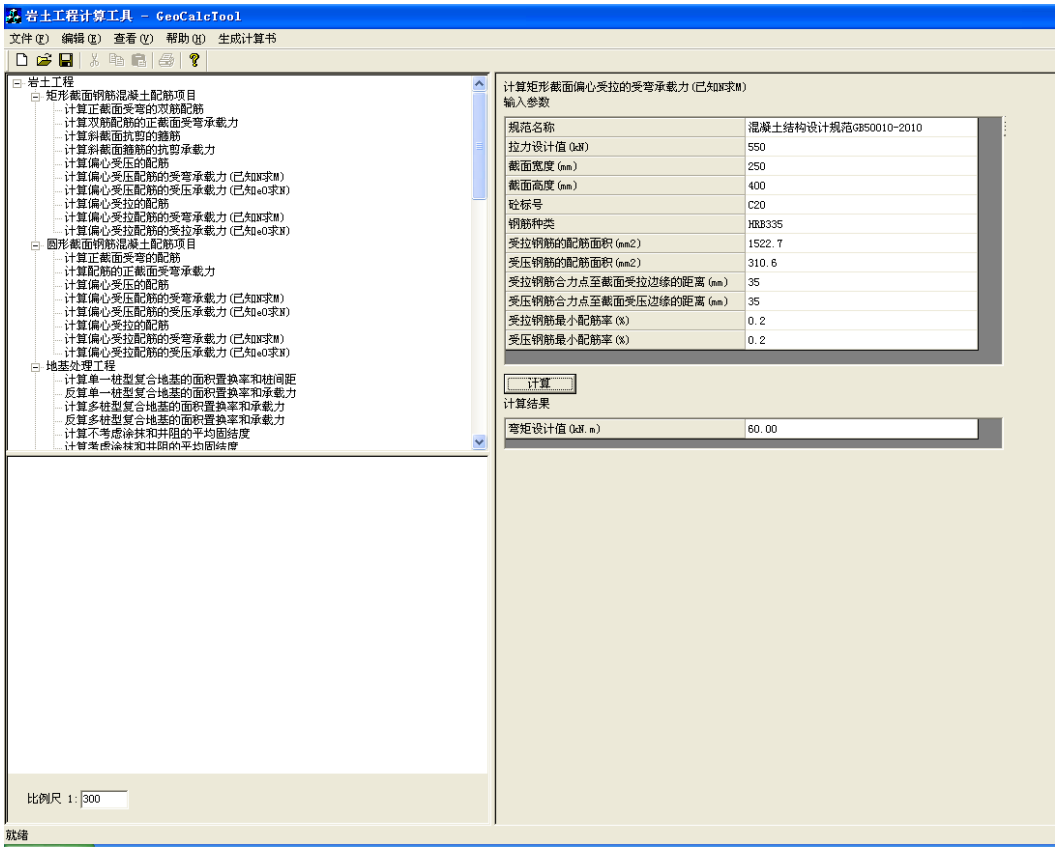 岩土工程计算工具 - GeoCalcTool
文件(F) 编辑(E) 查看(V) 帮助(H) 生成计算书
岩土工程
矩形截面钢筋混凝土配筋项目
计算正截面受弯的双筋配筋
计算双筋配筋的正截面受弯承载力
计算斜截面抗剪的箍筋
计算斜截面箍筋的抗剪承载力
计算偏心受压的配筋
计算偏心受压配筋的受弯承载力(已知N求M)
计算偏心受压配筋的受压承载力(已知e0求N)
计算偏心受拉的配筋
计算偏心受拉配筋的受弯承载力(已知N求M)
计算偏心受拉配筋的受拉承载力(已知e0求N)
圆形截面钢筋混凝土配筋项目
计算正截面受弯的配筋
计算配筋的正截面受弯承载力
计算偏心受压的配筋
计算偏心受压配筋的受弯承载力(已知N求M)
计算偏心受压配筋的受压承载力(已知e0求N)
计算偏心受拉的配筋
计算偏心受拉配筋的受弯承载力(已知N求M)
计算偏心受拉配筋的受压承载力(已知e0求N)
地基处理工程
计算单一桩型复合地基的面积置换率和桩间距
反算单一桩型复合地基的面积置换率和承载力
计算多桩型复合地基的面积置换率和承载力
反算多桩型复合地基的面积置换率和承载力
计算不考虑涂抹和井阻的平均固结度
计算考虑涂抹和井阻的平均固结度
比例尺 1: 300
就绪
计算矩形截面偏心受拉的受弯承载力(已知N求M)
输入参数
规范名称 混凝土结构设计规范GB50010-2010
拉力设计值(kN) 550
截面宽度(mm) 250
截面高度(mm) 400
砼标号 C20
钢筋种类 HRB335
受拉钢筋的配筋面积(mm2) 1522.7
受压钢筋的配筋面积(mm2) 310.6
受拉钢筋合力点至截面受拉边缘的距离(mm) 35
受压钢筋合力点至截面受压边缘的距离(mm) 35
受拉钢筋最小配筋率(%) 0.2
受压钢筋最小配筋率(%) 0.2
计算
计算结果
弯矩设计值(kN.m) 60.00